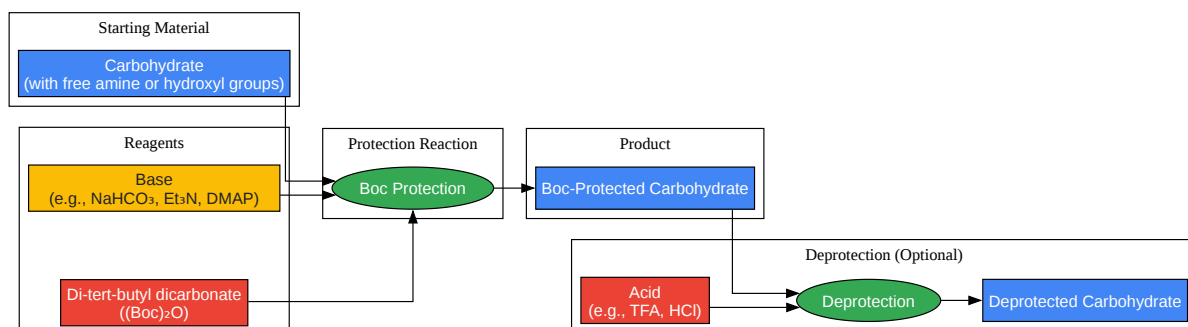 Starting Material
Carbohydrate
(with free amine or hydroxyl groups)
Reagents
Base
(e.g., NaHCO₃, Et₃N, DMAP)
Di-tert-butyl dicarbonate
((Boc)₂O)
Protection Reaction
Boc Protection
Product
Boc-Protected Carbohydrate
Deprotection (Optional)
Acid
(e.g., TFA, HCl)
Deprotection
Deprotected Carbohydrate